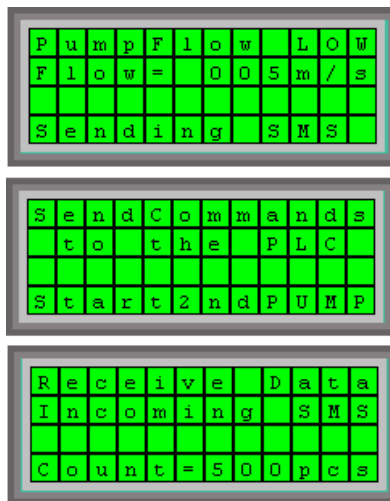 PumpFlow LOW
Flow= 005m/s
Sending SMS
SendCommands
to the PLC
Start2ndPUMP
Receive Data
Incoming SMS
Count=500pcs